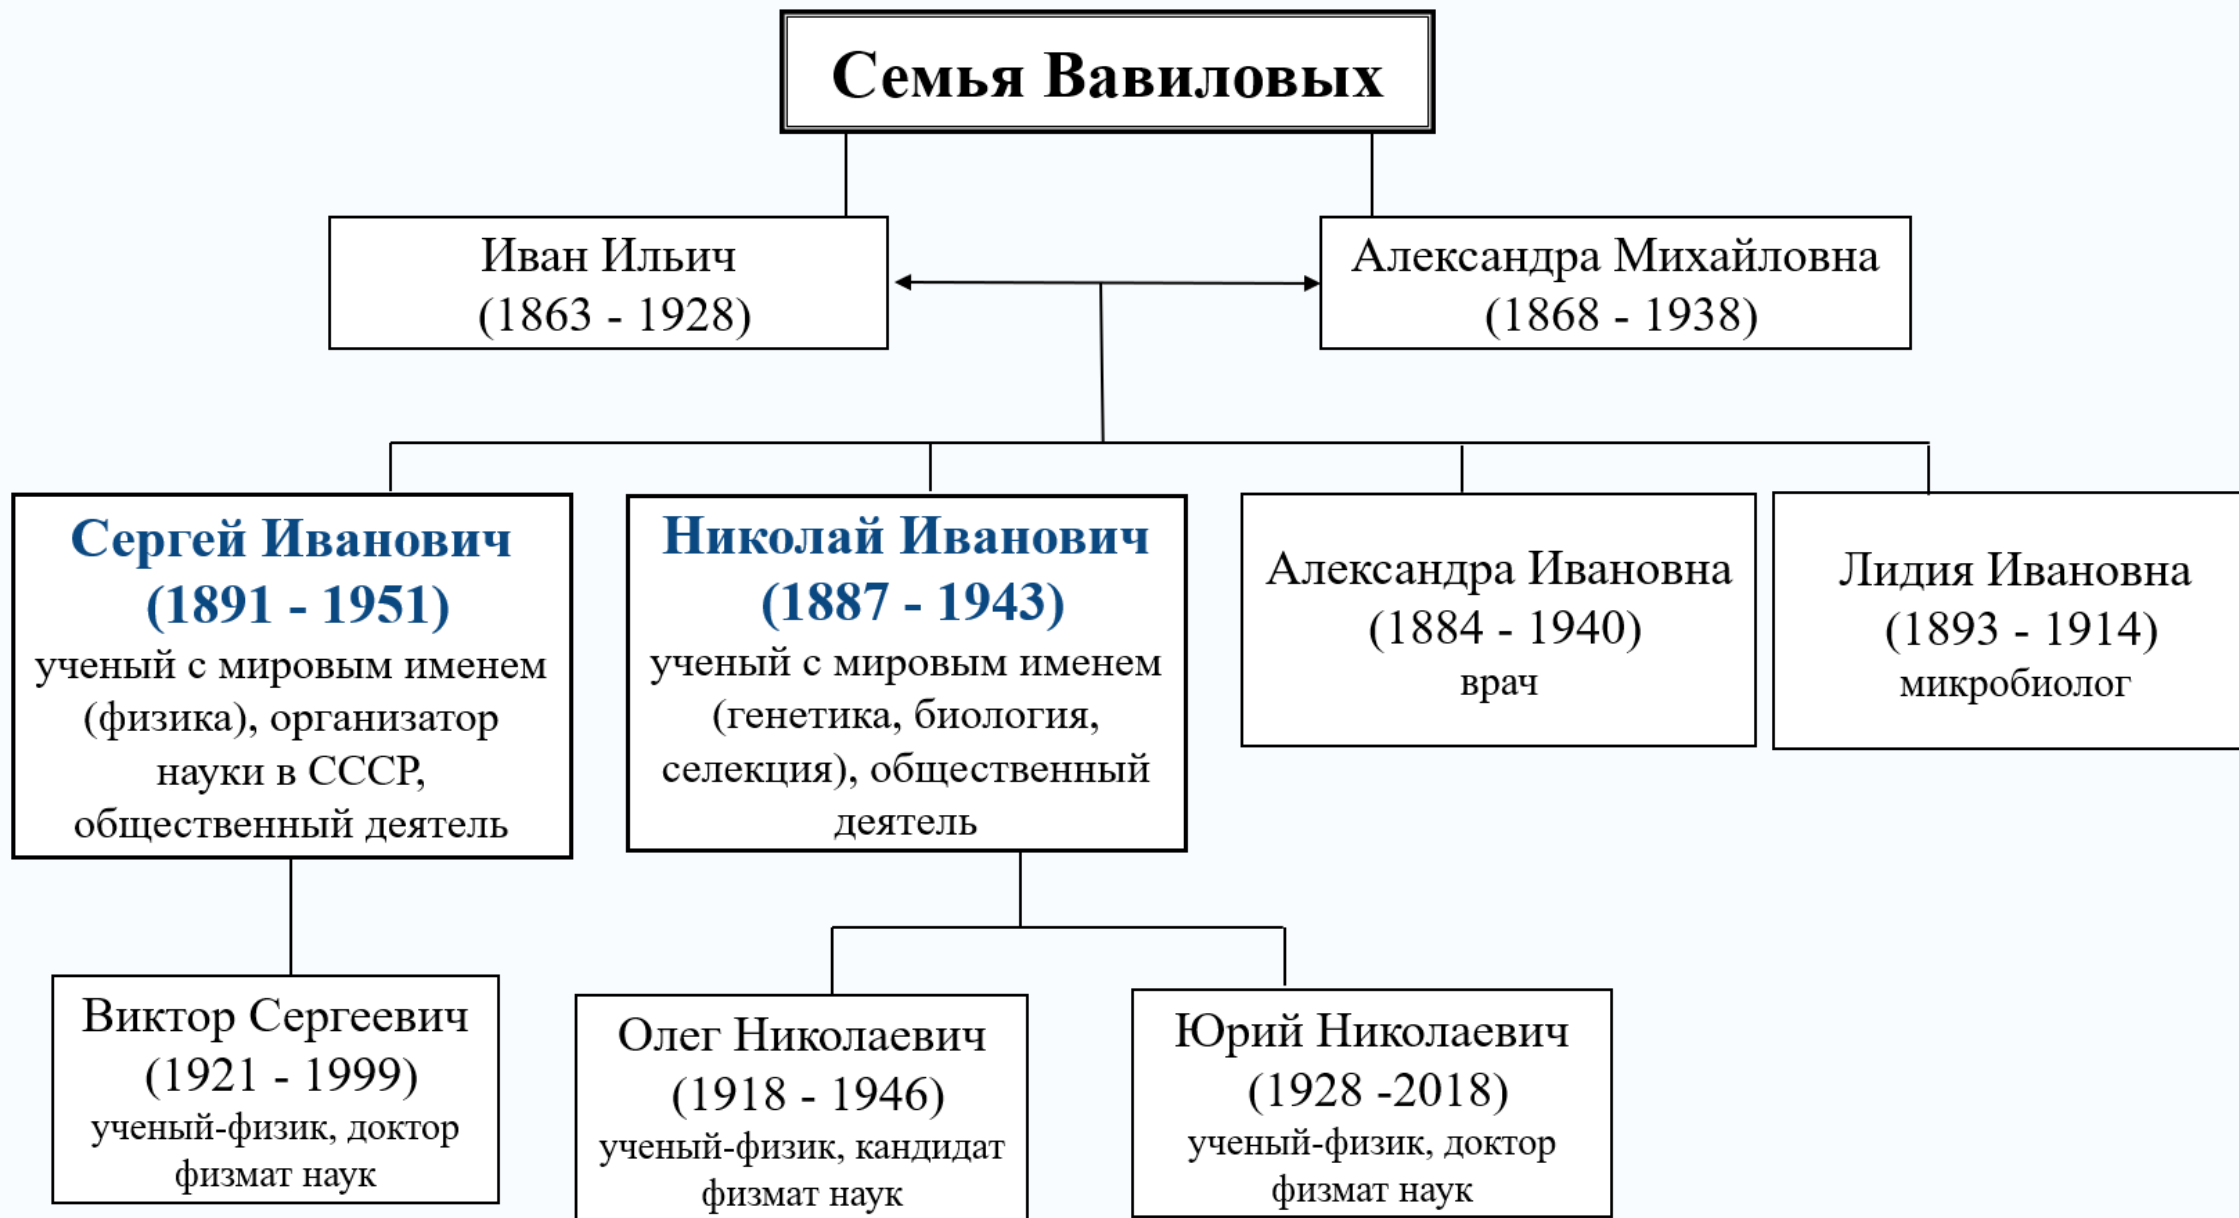 Семья Вавиловых
Иван Ильич
(1863 - 1928)
Александра Михайловна
(1868 - 1938)
Сергей Иванович
(1891 - 1951)
ученый с мировым именем
(физика), организатор
науки в СССР,
общественный деятель
Николай Иванович
(1887 - 1943)
ученый с мировым именем
(генетика, биология,
селекция), общественный
деятель
Александра Ивановна
(1884 - 1940)
врач
Лидия Ивановна
(1893 - 1914)
микробиолог
Виктор Сергеевич
(1921 - 1999)
ученый-физик, доктор
физмат наук
Олег Николаевич
(1918 - 1946)
ученый-физик, кандидат
физмат наук
Юрий Николаевич
(1928 -2018)
ученый-физик, доктор
физмат наук